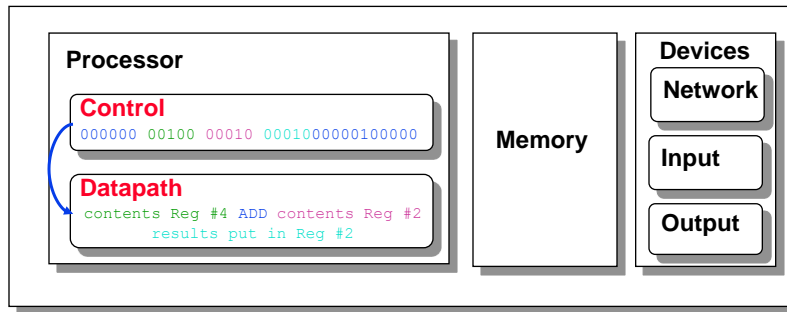 Processor
Control
000000 00100 00010 0001000000100000
Datapath
contents Reg #4 ADD contents Reg #2
results put in Reg #2
Memory
Devices
Network
Input
Output